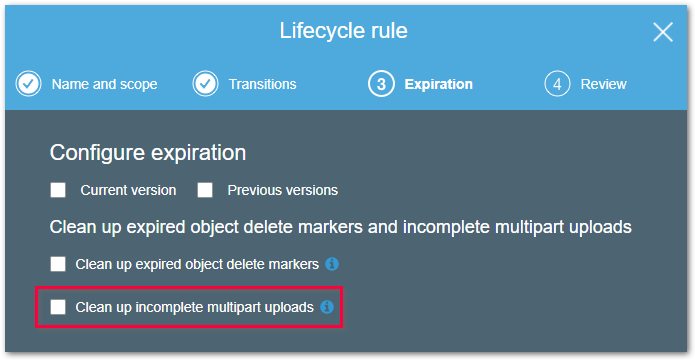 Lifecycle rule
Name and scope Transitions 3 Expiration 4 Review
Configure expiration
Current version Previous versions
Clean up expired object delete markers and incomplete multipart uploads
Clean up expired object delete markers i
Clean up incomplete multipart uploads i